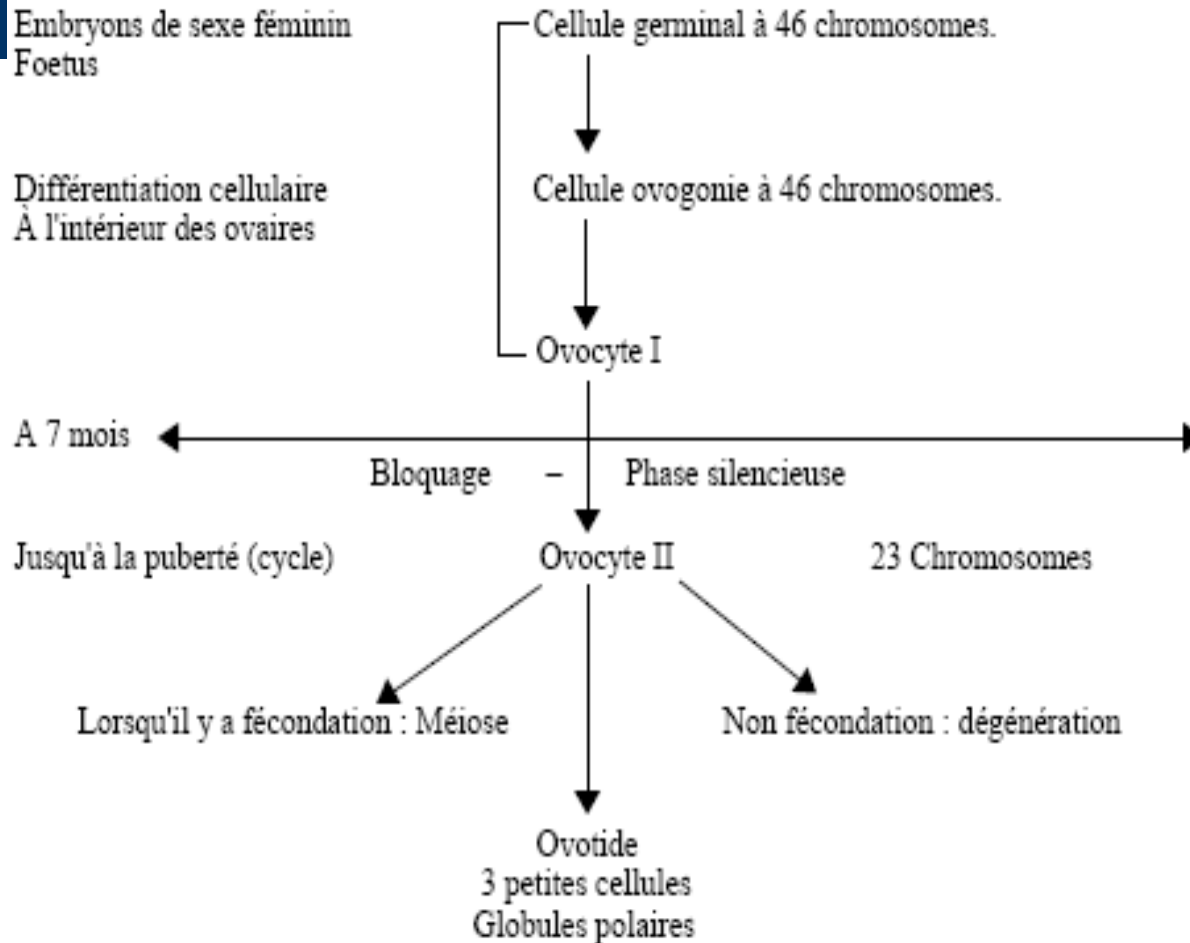 Embryons de sexe féminin
Cellule germinal à 46 chromosomes.
Foetus
Différentiation cellulaire
Cellule ovogonie à 46 chromosomes.
À l'intérieur des ovaires
Ovocyte I
A 7 mois
Bloquage – Phase silencieuse
Jusqu'à la puberté (cycle)
Ovocyte II
23 Chromosomes
Lorsqu'il y a fécondation : Méiose
Non fécondation : dégénération
Ovotide
3 petites cellules
Globules polaires